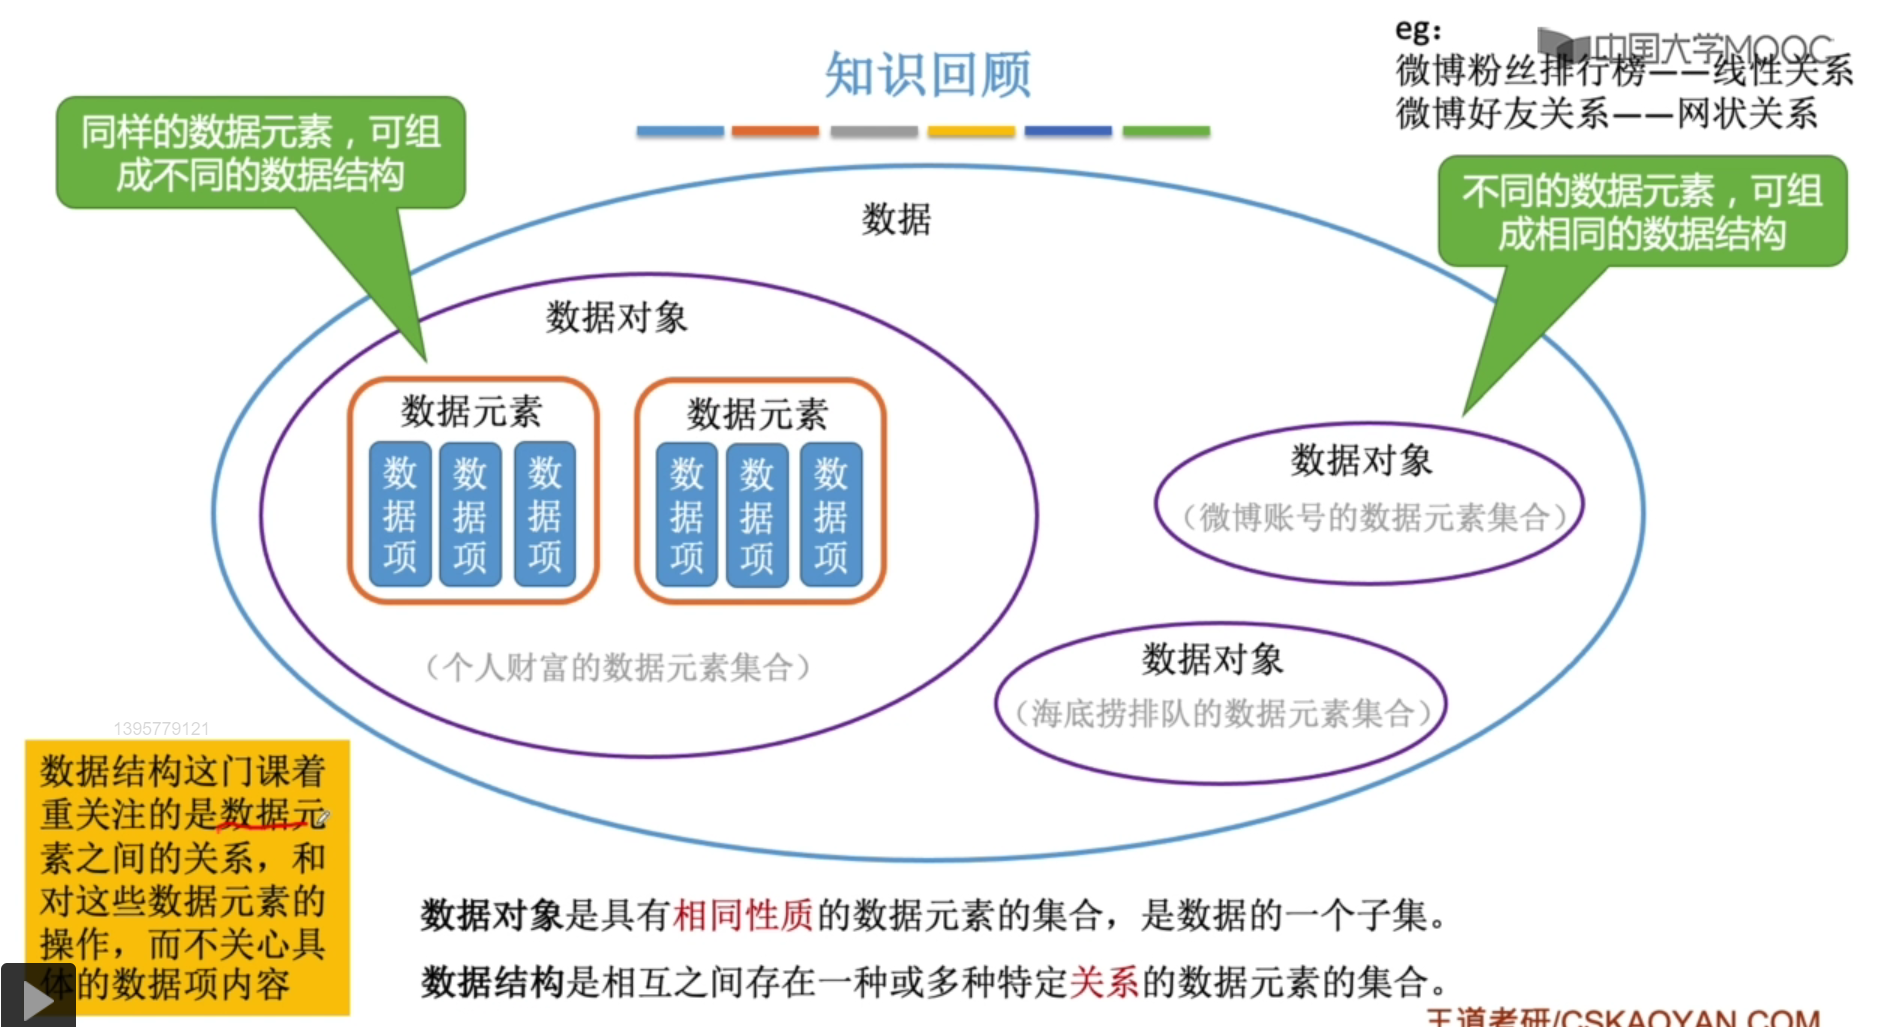 eg:
中国大学MOOC
微博粉丝排行榜——线性关系
微博好友关系——网状关系
知识回顾
同样的数据元素，可组
成不同的数据结构
不同的数据元素，可组
成相同的数据结构
数据
数据对象
数据元素
数据项
数据项
数据项
数据元素
数据项
数据项
数据项
（个人财富的数据元素集合）
数据对象
（微博账号的数据元素集合）
数据对象
（海底捞排队的数据元素集合）
1395779121
数据结构这门课着
重关注的是数据元
素之间的关系，和
对这些数据元素的
操作，而不关心具
体的数据项内容
数据对象是具有相同性质的数据元素的集合，是数据的一个子集。
数据结构是相互之间存在一种或多种特定关系的数据元素的集合。
王道考研/CSKAOYAN.COM